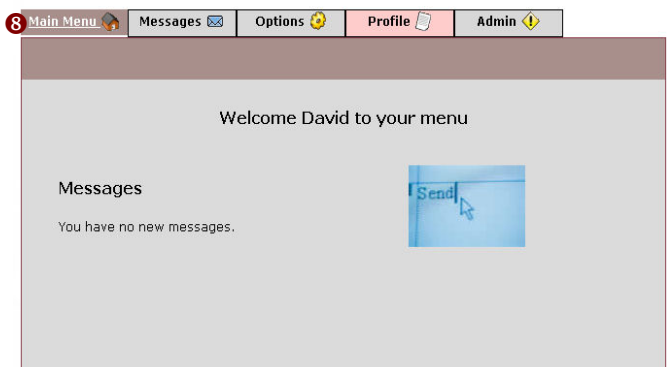 8 Main Menu Messages Options Profile Admin
Welcome David to your menu
Messages
Send
You have no new messages.